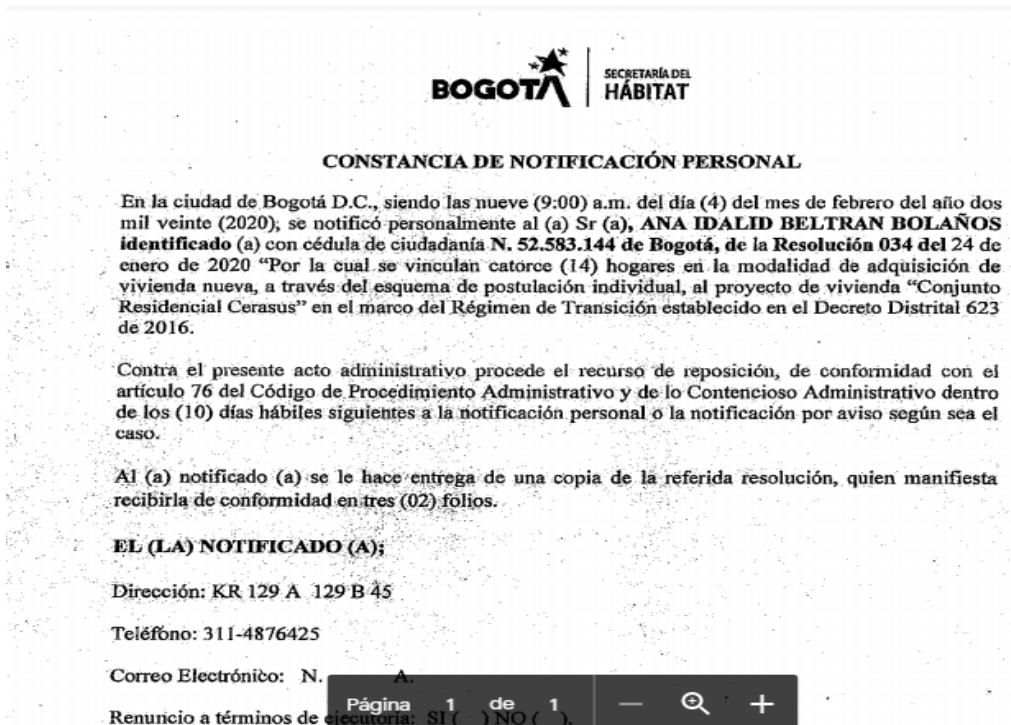 BOGOTÁ
SECRETARÍA DEL
HÁBITAT
CONSTANCIA DE NOTIFICACIÓN PERSONAL
En la ciudad de Bogotá D.C., siendo las nueve (9:00) a.m. del día (4) del mes de febrero del año dos
mil veinte (2020); se notificó personalmente al (a) Sr (a), ANA IDALID BELTRAN BOLAÑOS
identificado (a) con cédula de ciudadanía N. 52.583.144 de Bogotá, de la Resolución 034 del 24 de
enero de 2020 “Por la cual se vinculan catorce (14) hogares en la modalidad de adquisición de
vivienda nueva, a través del esquema de postulación individual, al proyecto de vivienda “Conjunto
Residencial Cerasus” en el marco del Régimen de Transición establecido en el Decreto Distrital 623
de 2016.
Contra el presente acto administrativo procede el recurso de reposición, de conformidad con el
artículo 76 del Código de Procedimiento Administrativo y de lo Contencioso Administrativo dentro
de los (10) días hábiles siguientes a la notificación personal o la notificación por aviso según sea el
caso.
Al (a) notificado (a) se le hace entrega de una copia de la referida resolución, quien manifiesta
recibirla de conformidad en tres (02) folios.
EL (LA) NOTIFICADO (A);
Dirección: KR 129 A 129 B 45
Teléfono: 311-4876425
Correo Electrónico: N. A.
Renuncio a términos de ejecutoria: SI ( ) NO ( ).
Página 1 de 1